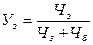 У_г = Ч_г / (Ч_г + Ч_б)